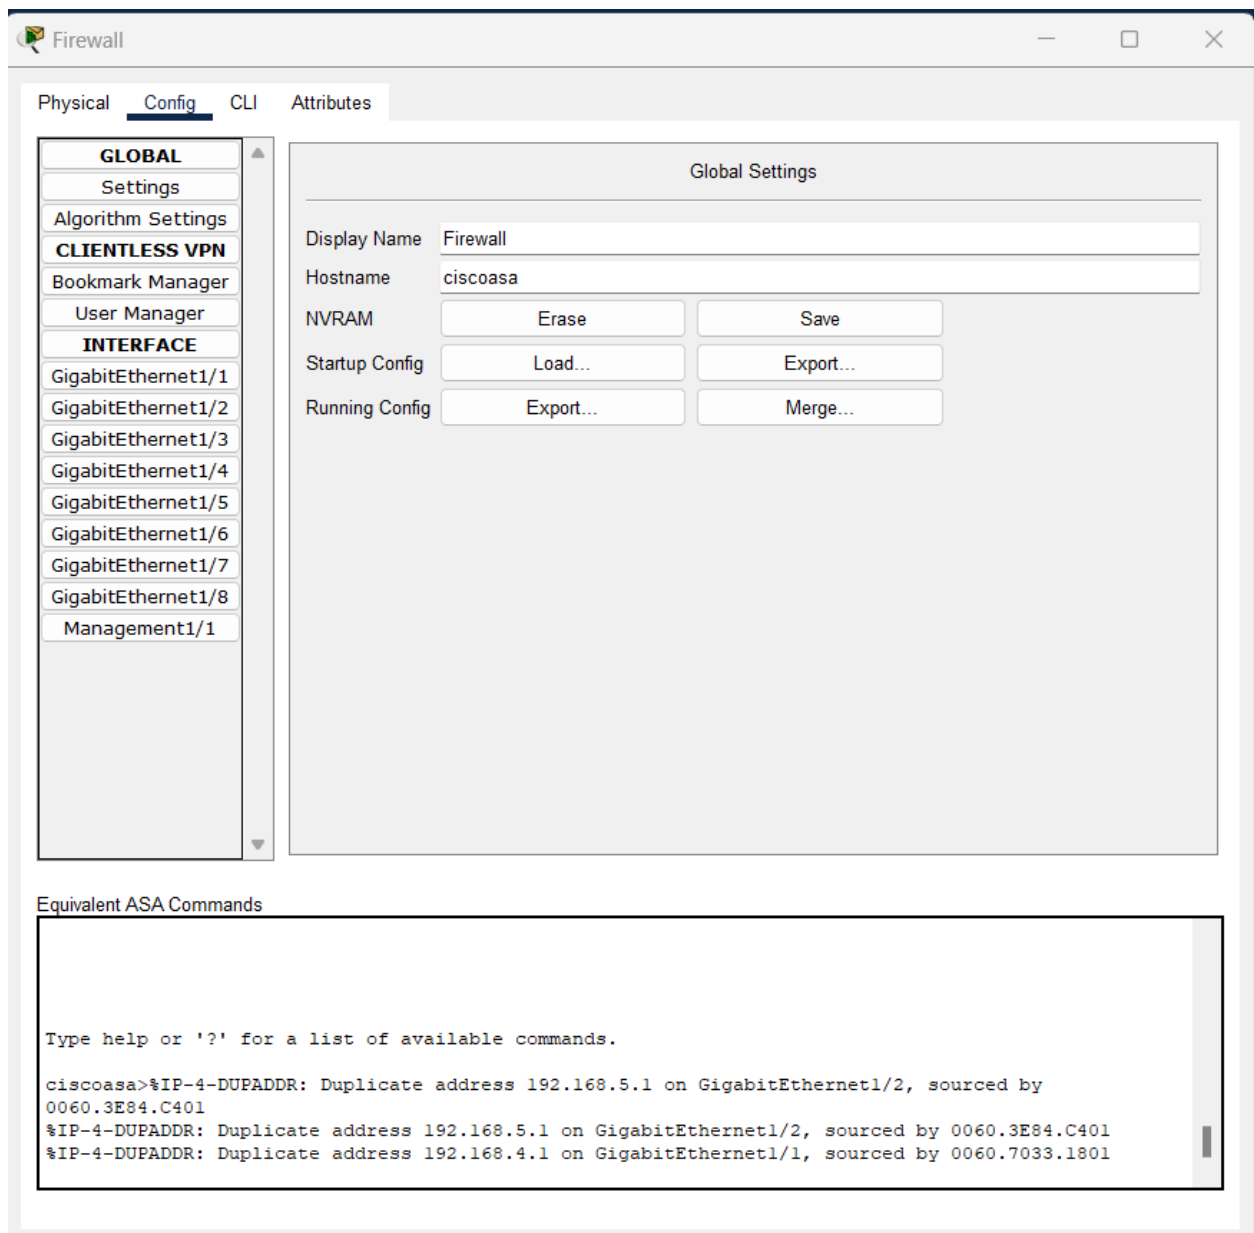 Firewall
Physical Config CLI Attributes
GLOBAL
Settings
Algorithm Settings
CLIENTLESS VPN
Bookmark Manager
User Manager
INTERFACE
GigabitEthernet1/1
GigabitEthernet1/2
GigabitEthernet1/3
GigabitEthernet1/4
GigabitEthernet1/5
GigabitEthernet1/6
GigabitEthernet1/7
GigabitEthernet1/8
Management1/1
Global Settings
Display Name Firewall
Hostname ciscoasa
NVRAM Erase Save
Startup Config Load... Export...
Running Config Export... Merge...
Equivalent ASA Commands
Type help or '?' for a list of available commands.
ciscoasa>%IP-4-DUPADDR: Duplicate address 192.168.5.1 on GigabitEthernet1/2, sourced by
0060.3E84.C401
%IP-4-DUPADDR: Duplicate address 192.168.5.1 on GigabitEthernet1/2, sourced by 0060.3E84.C401
%IP-4-DUPADDR: Duplicate address 192.168.4.1 on GigabitEthernet1/1, sourced by 0060.7033.1801